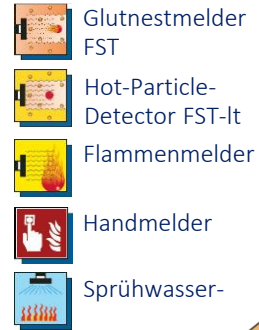 Glutnestmelder
FST
Hot-Particle-
Detector FST-lt
Flammenmelder
Handmelder
Sprühwasser-